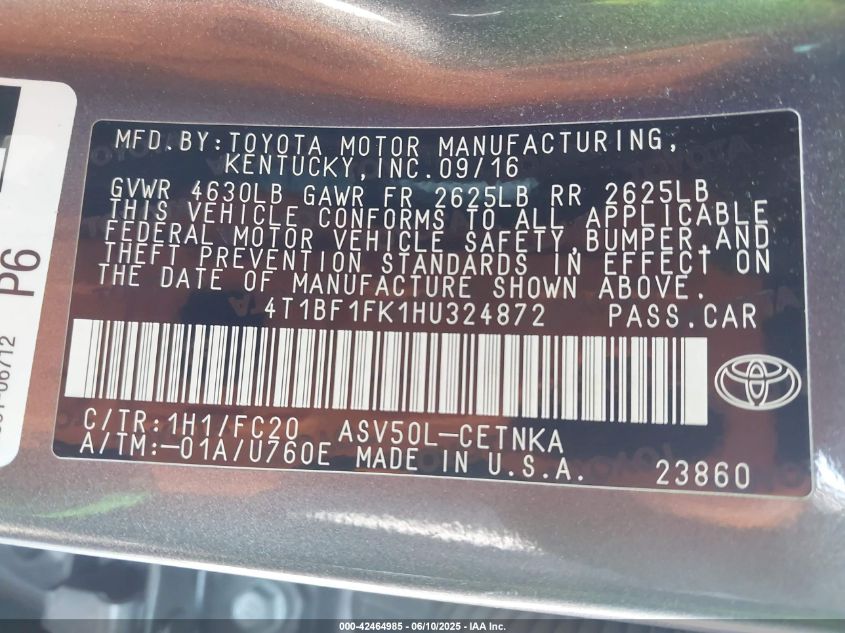 MFD.BY:TOYOTA MOTOR MANUFACTURING,
KENTUCKY,INC.09/16
GVWR 4630LB GAWR FR 2625LB RR 2625LB
THIS VEHICLE CONFORMS TO ALL APPLICABLE
FEDERAL MOTOR VEHICLE SAFETY,BUMPER,AND
THEFT PREVENTION STANDARDS IN EFFECT ON
THE DATE OF MANUFACTURE SHOWN ABOVE.
4T1BF1FK1HU324872 PASS.CAR
C/TR:1H1/FC20 ASV50L-CETNKA
A/TM:-01A/U760E MADE IN U.S.A. 23860
P6
000-42464985 - 06/10/2025 - IAA Inc.